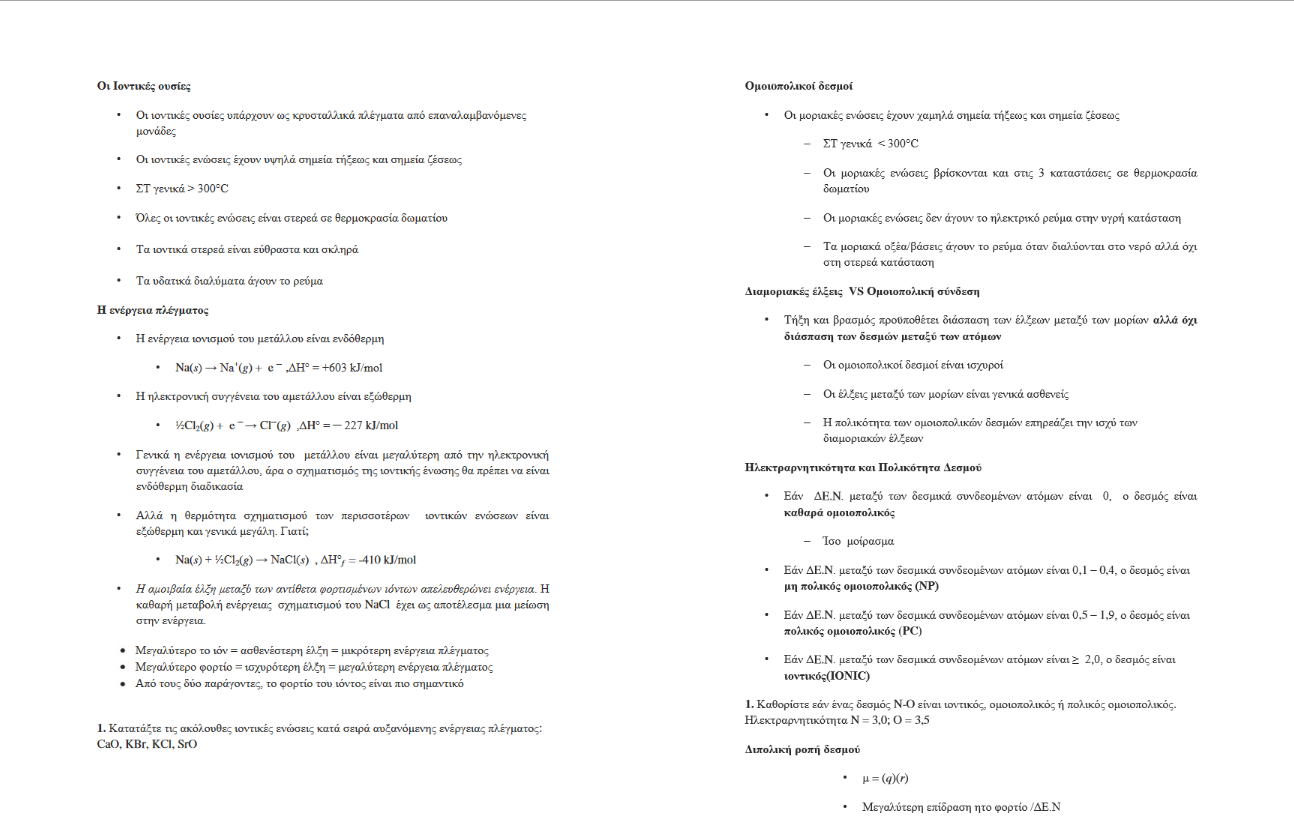 Οι Ιοντικές ουσίες
• Οι ιοντικές ουσίες υπάρχουν ως κρυσταλλικά πλέγματα από επαναλαμβανόμενες
μονάδες
• Οι ιοντικές ενώσεις έχουν υψηλά σημεία τήξεως και σημεία ζέσεως
• ΣΤ γενικά > 300°C
• Όλες οι ιοντικές ενώσεις είναι στερεά σε θερμοκρασία δωματίου
• Τα ιοντικά στερεά είναι εύθραστα και σκληρά
• Τα υδατικά διαλύματα άγουν το ρεύμα
Η ενέργεια πλέγματος
• Η ενέργεια ιονισμού του μετάλλου είναι ενδόθερμη
• Na(s) → Na⁺(g) + e⁻ ,ΔΗ° = +603 kJ/mol
• Η ηλεκτρονική συγγένεια του αμετάλλου είναι εξώθερμη
• ½Cl₂(g) + e⁻ → Cl⁻(g) ,ΔΗ° = − 227 kJ/mol
• Γενικά η ενέργεια ιονισμού του μετάλλου είναι μεγαλύτερη από την ηλεκτρονική
συγγένεια του αμετάλλου, άρα ο σχηματισμός της ιοντικής ένωσης θα πρέπει να είναι
ενδόθερμη διαδικασία
• Αλλά η θερμότητα σχηματισμού των περισσοτέρων ιοντικών ενώσεων είναι
εξώθερμη και γενικά μεγάλη. Γιατί;
• Na(s) + ½Cl₂(g) → NaCl(s) , ΔΗ°f = -410 kJ/mol
• Η αμοιβαία έλξη μεταξύ των αντίθετα φορτισμένων ιόντων απελευθερώνει ενέργεια. Η
καθαρή μεταβολή ενέργειας σχηματισμού του NaCl έχει ως αποτέλεσμα μια μείωση
στην ενέργεια.
• Μεγαλύτερο το ιόν = ασθενέστερη έλξη = μικρότερη ενέργεια πλέγματος
• Μεγαλύτερο φορτίο = ισχυρότερη έλξη = μεγαλύτερη ενέργεια πλέγματος
• Από τους δύο παράγοντες, το φορτίο του ιόντος είναι πιο σημαντικό
1. Κατατάξτε τις ακόλουθες ιοντικές ενώσεις κατά σειρά αυξανόμενης ενέργειας πλέγματος:
CaO, KBr, KCl, SrO
Ομοιοπολικοί δεσμοί
• Οι μοριακές ενώσεις έχουν χαμηλά σημεία τήξεως και σημεία ζέσεως
– ΣΤ γενικά < 300°C
– Οι μοριακές ενώσεις βρίσκονται και στις 3 καταστάσεις σε θερμοκρασία
δωματίου
– Οι μοριακές ενώσεις δεν άγουν το ηλεκτρικό ρεύμα στην υγρή κατάσταση
– Τα μοριακά οξέα/βάσεις άγουν το ρεύμα όταν διαλύονται στο νερό αλλά όχι
στη στερεά κατάσταση
Διαμοριακές έλξεις VS Ομοιοπολική σύνδεση
• Τήξη και βρασμός προϋποθέτει διάσπαση των έλξεων μεταξύ των μορίων αλλά όχι
διάσπαση των δεσμών μεταξύ των ατόμων
– Οι ομοιοπολικοί δεσμοί είναι ισχυροί
– Οι έλξεις μεταξύ των μορίων είναι γενικά ασθενείς
– Η πολικότητα των ομοιοπολικών δεσμών επηρεάζει την ισχύ των
διαμοριακών έλξεων
Ηλεκτραρνητικότητα και Πολικότητα Δεσμού
• Εάν ΔΕ.Ν. μεταξύ των δεσμικά συνδεομένων ατόμων είναι 0, ο δεσμός είναι
καθαρά ομοιοπολικός
– Ίσο μοίρασμα
• Εάν ΔΕ.Ν. μεταξύ των δεσμικά συνδεομένων ατόμων είναι 0,1 – 0,4, ο δεσμός είναι
μη πολικός ομοιοπολικός (NP)
• Εάν ΔΕ.Ν. μεταξύ των δεσμικά συνδεομένων ατόμων είναι 0,5 – 1,9, ο δεσμός είναι
πολικός ομοιοπολικός (PC)
• Εάν ΔΕ.Ν. μεταξύ των δεσμικά συνδεομένων ατόμων είναι ≥ 2,0, ο δεσμός είναι
ιοντικός(IONIC)
1. Καθορίστε εάν ένας δεσμός N-O είναι ιοντικός, ομοιοπολικός ή πολικός ομοιοπολικός.
Ηλεκτραρνητικότητα N = 3,0; O = 3,5
Διπολική ροπή δεσμού
• μ = (q)(r)
• Μεγαλύτερη επίδραση ητο φορτίο /ΔΕ.Ν